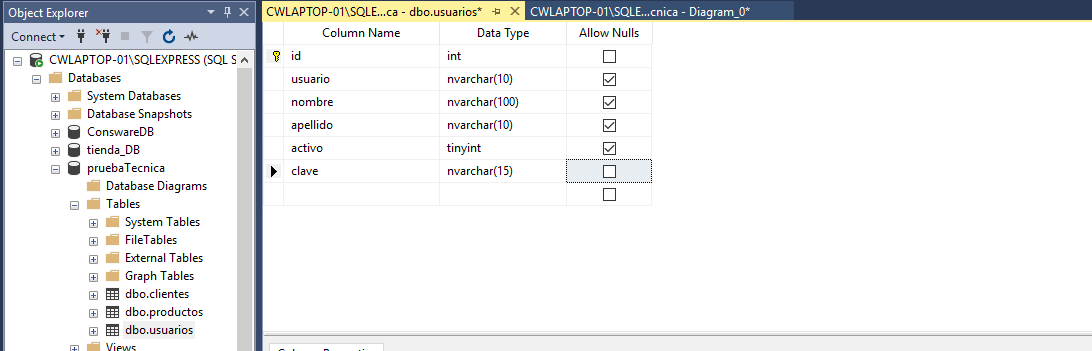 Object Explorer
Connect
CWLAPTOP-01\SQLEXPRESS (SQL S
Databases
System Databases
Database Snapshots
ConswareDB
tienda_DB
pruebaTecnica
Database Diagrams
Tables
System Tables
FileTables
External Tables
Graph Tables
dbo.clientes
dbo.productos
dbo.usuarios
Views
CWLAPTOP-01\SQLE...ca - dbo.usuarios* CWLAPTOP-01\SQLE...cnica - Diagram_0*
Column Name Data Type Allow Nulls
id int
usuario nvarchar(10)
nombre nvarchar(100)
apellido nvarchar(10)
activo tinyint
clave nvarchar(15)